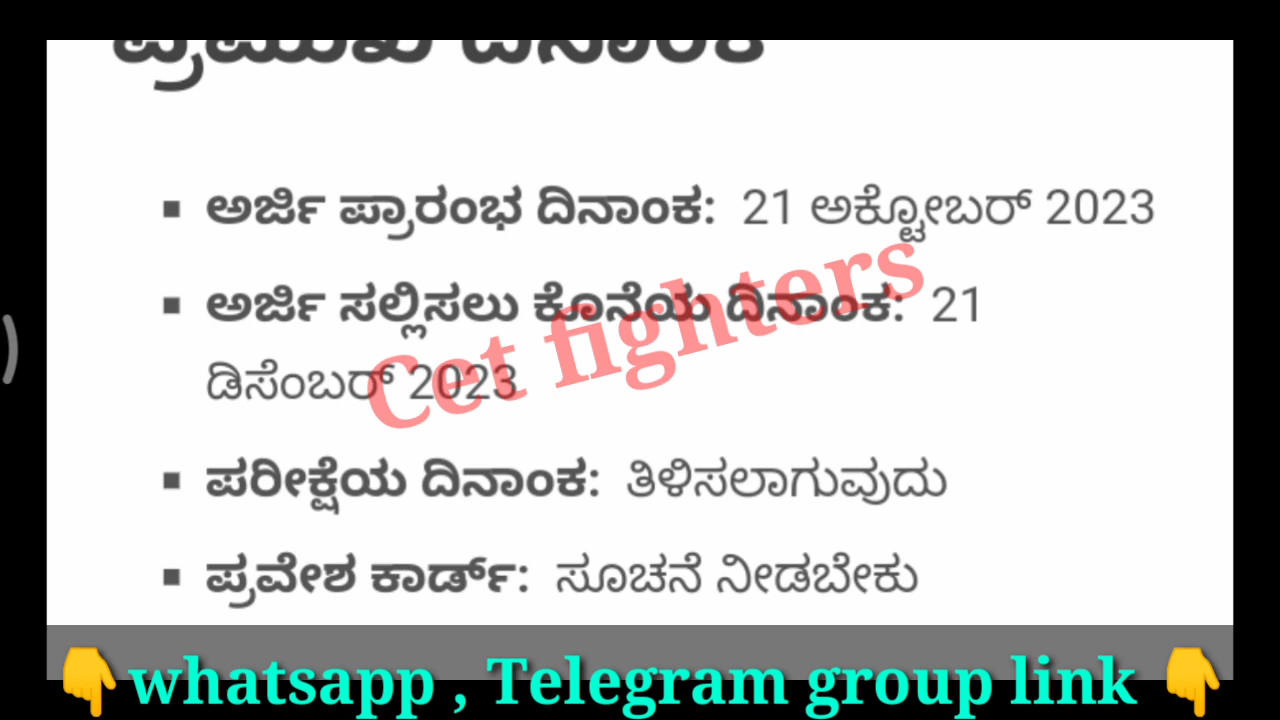 ಪ್ರಮುಖ ದಿನಾಂಕ
ಅರ್ಜಿ ಪ್ರಾರಂಭ ದಿನಾಂಕ: 21 ಅಕ್ಟೋಬರ್ 2023
ಅರ್ಜಿ ಸಲ್ಲಿಸಲು ಕೊನೆಯ ದಿನಾಂಕ: 21
ಡಿಸೆಂಬರ್ 2023
Cet fighters
ಪರೀಕ್ಷೆಯ ದಿನಾಂಕ: ತಿಳಿಸಲಾಗುವುದು
ಪ್ರವೇಶ ಕಾರ್ಡ್: ಸೂಚನೆ ನೀಡಬೇಕು
👇whatsapp , Telegram group link 👇